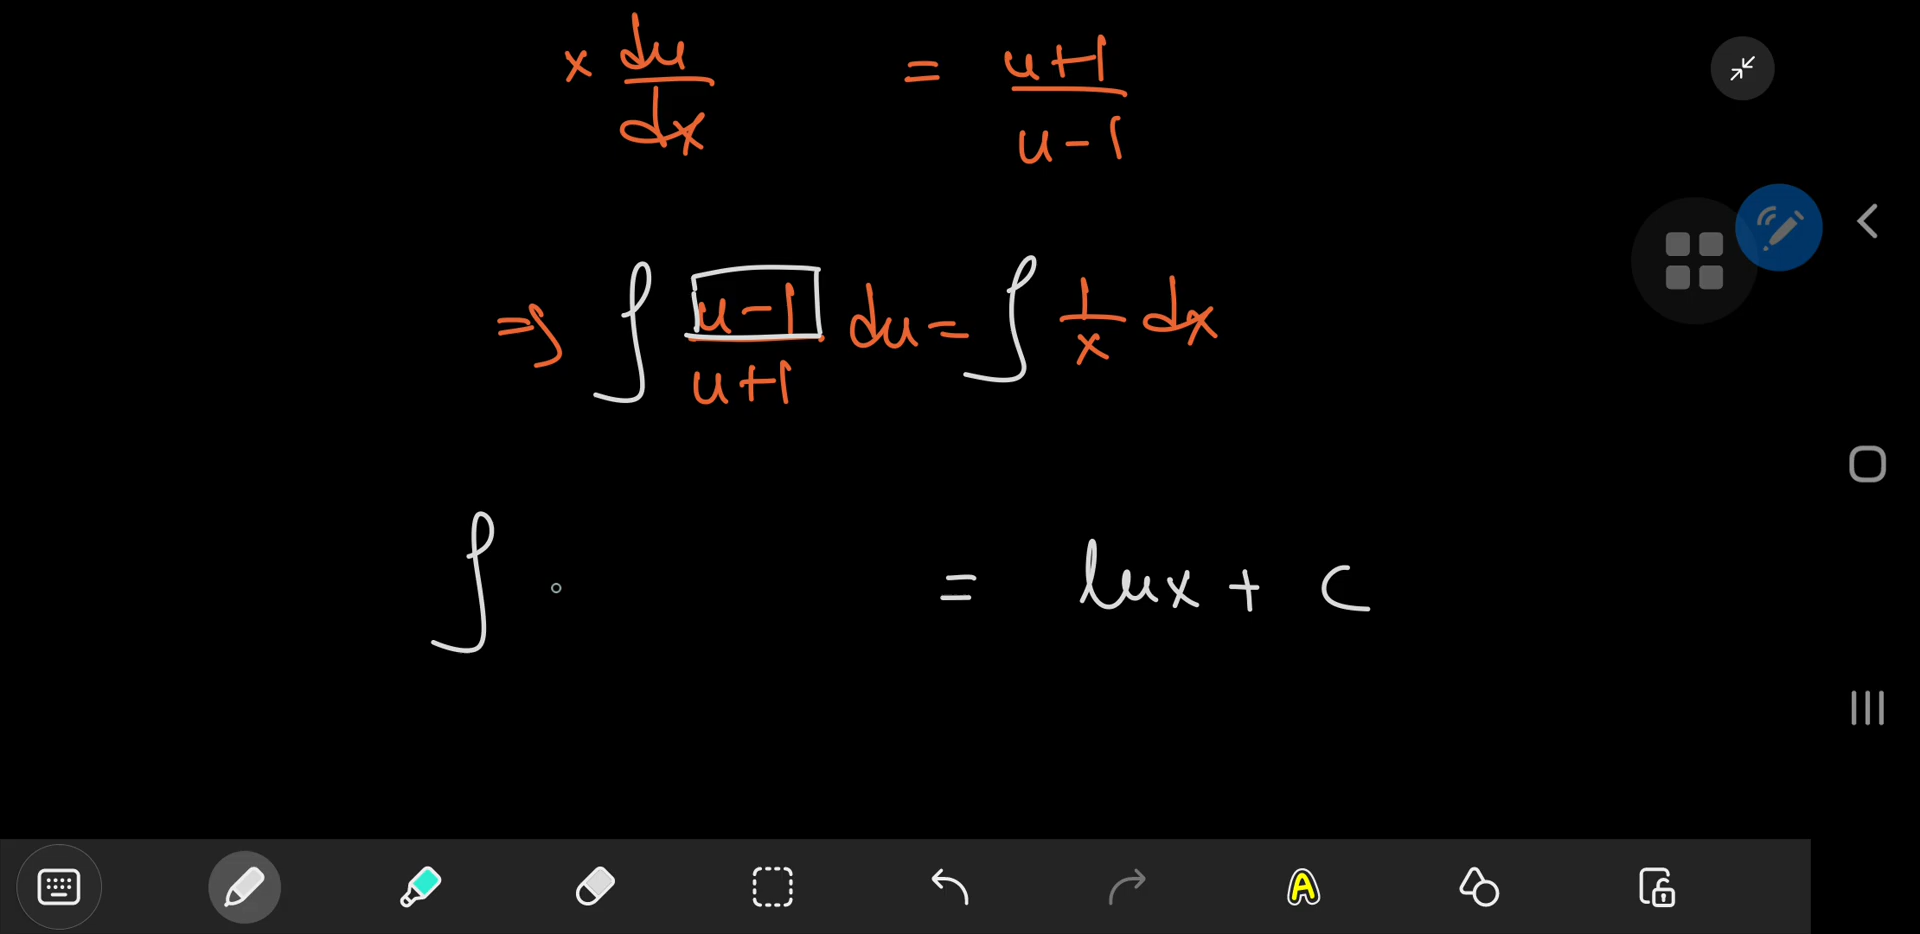 x du/dx = u+1/u-1
⇒ ∫ u-1/u+1 du = ∫ 1/x dx
∫ = lnx + c